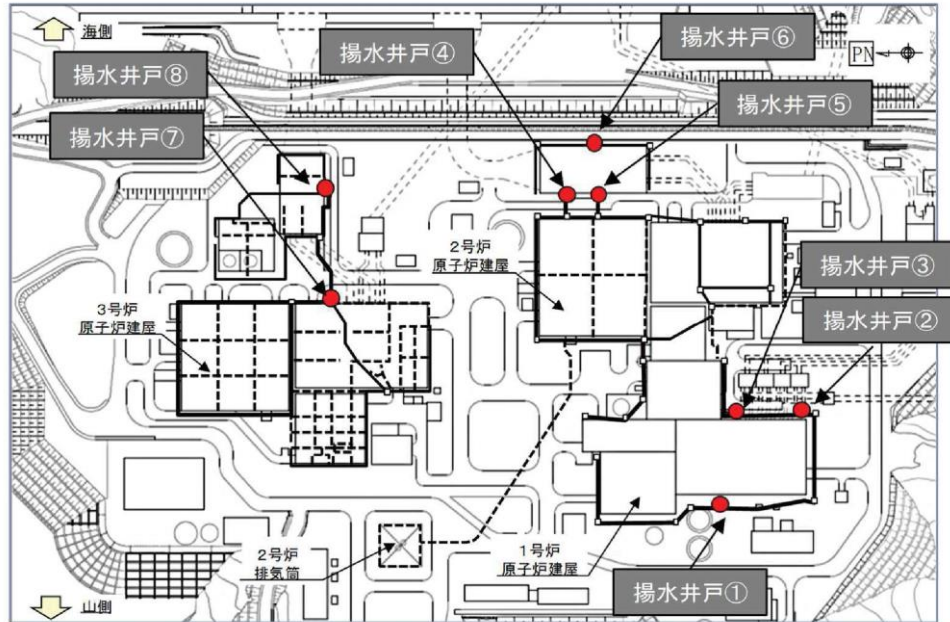 海側
揚水井戸④
揚水井戸⑥
PN
揚水井戸⑧
揚水井戸⑤
揚水井戸⑦
2号炉
原子炉建屋
揚水井戸③
3号炉
原子炉建屋
揚水井戸②
2号炉
排気筒
1号炉
原子炉建屋
揚水井戸①
山側